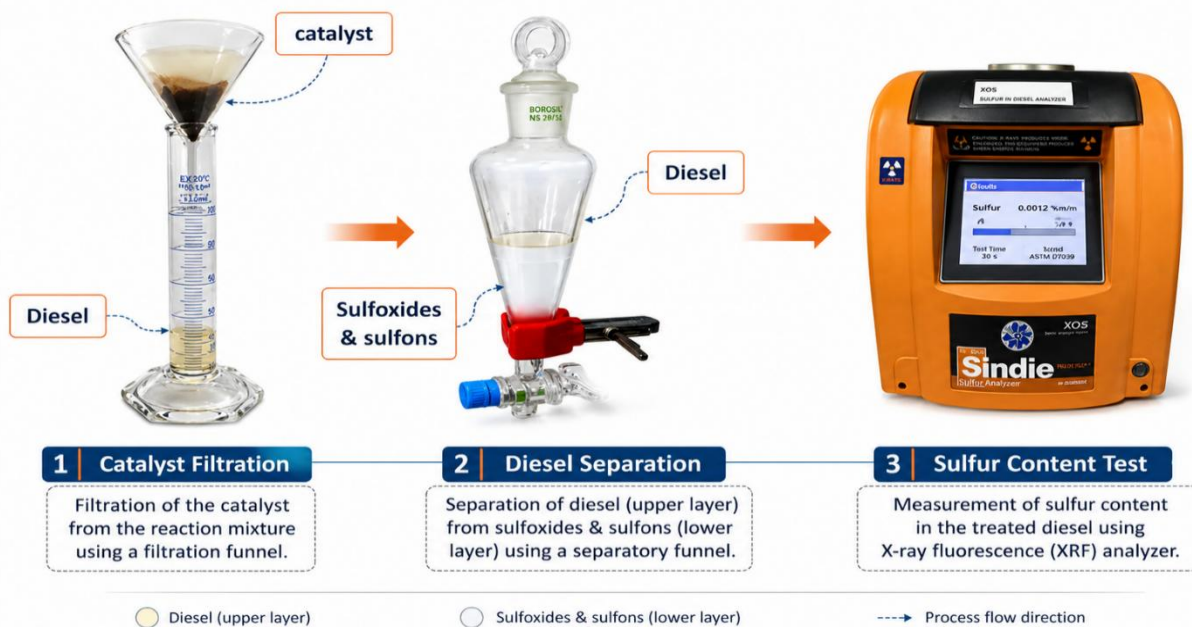 catalyst
EX 20°C
100
Diesel
BOROSIL
Diesel
Sulfoxides
& sulfons
XOS
SULFUR IN DIESEL ANALYZER
Sulfur 0.0012 %m/m
Test Time
30 s
ASTM D7039
XOS
Sindie
Sulfur Analyzer
1 | Catalyst Filtration
Filtration of the catalyst
from the reaction mixture
using a filtration funnel.
2 | Diesel Separation
Separation of diesel (upper layer)
from sulfoxides & sulfons (lower
layer) using a separatory funnel.
3 | Sulfur Content Test
Measurement of sulfur content
in the treated diesel using
X-ray fluorescence (XRF) analyzer.
Diesel (upper layer)
Sulfoxides & sulfons (lower layer)
Process flow direction